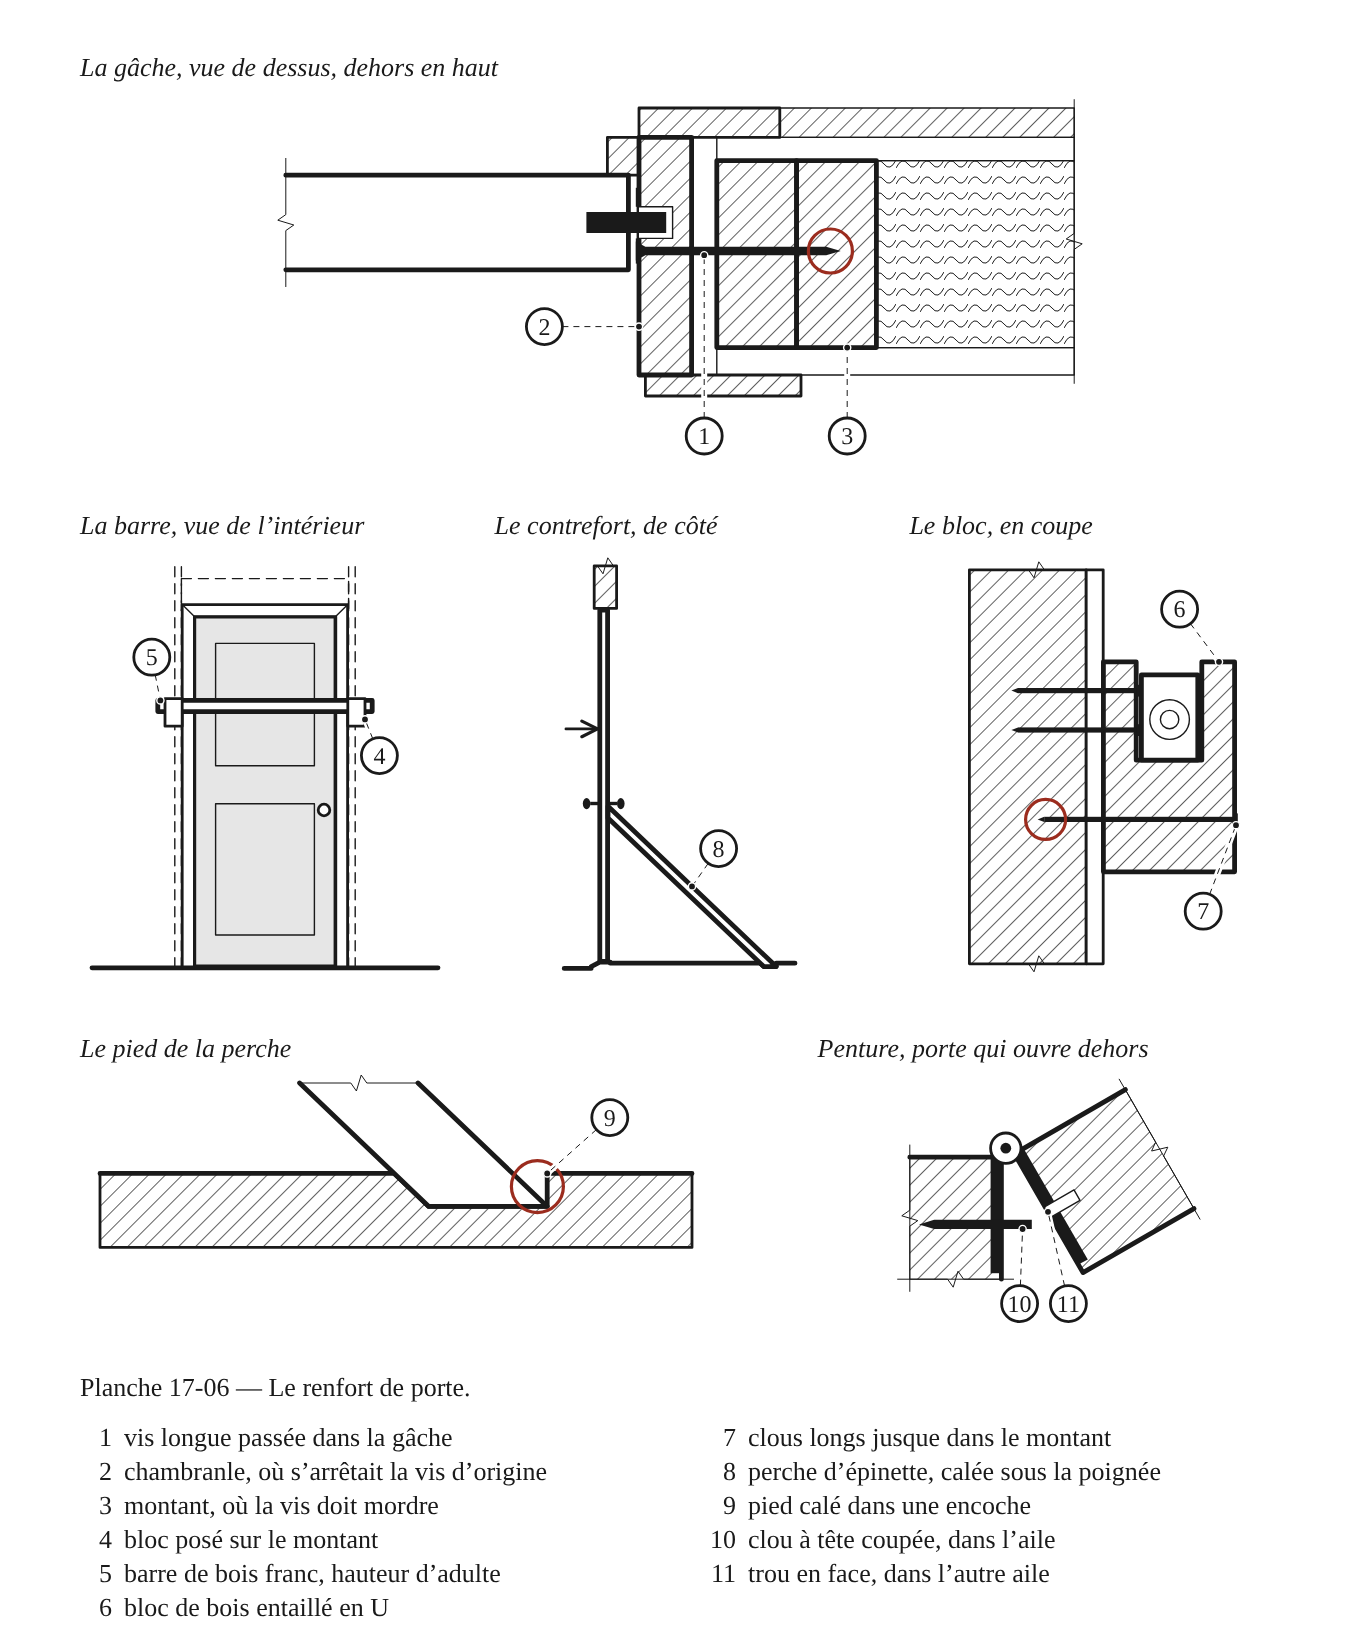 La gâche, vue de dessus, dehors en haut
2
1
3
La barre, vue de l’intérieur
Le contrefort, de côté
Le bloc, en coupe
5
4
8
6
7
Le pied de la perche
Penture, porte qui ouvre dehors
9
10
11
Planche 17-06 — Le renfort de porte.
1 vis longue passée dans la gâche
2 chambranle, où s’arrêtait la vis d’origine
3 montant, où la vis doit mordre
4 bloc posé sur le montant
5 barre de bois franc, hauteur d’adulte
6 bloc de bois entaillé en U
7 clous longs jusque dans le montant
8 perche d’épinette, calée sous la poignée
9 pied calé dans une encoche
10 clou à tête coupée, dans l’aile
11 trou en face, dans l’autre aile